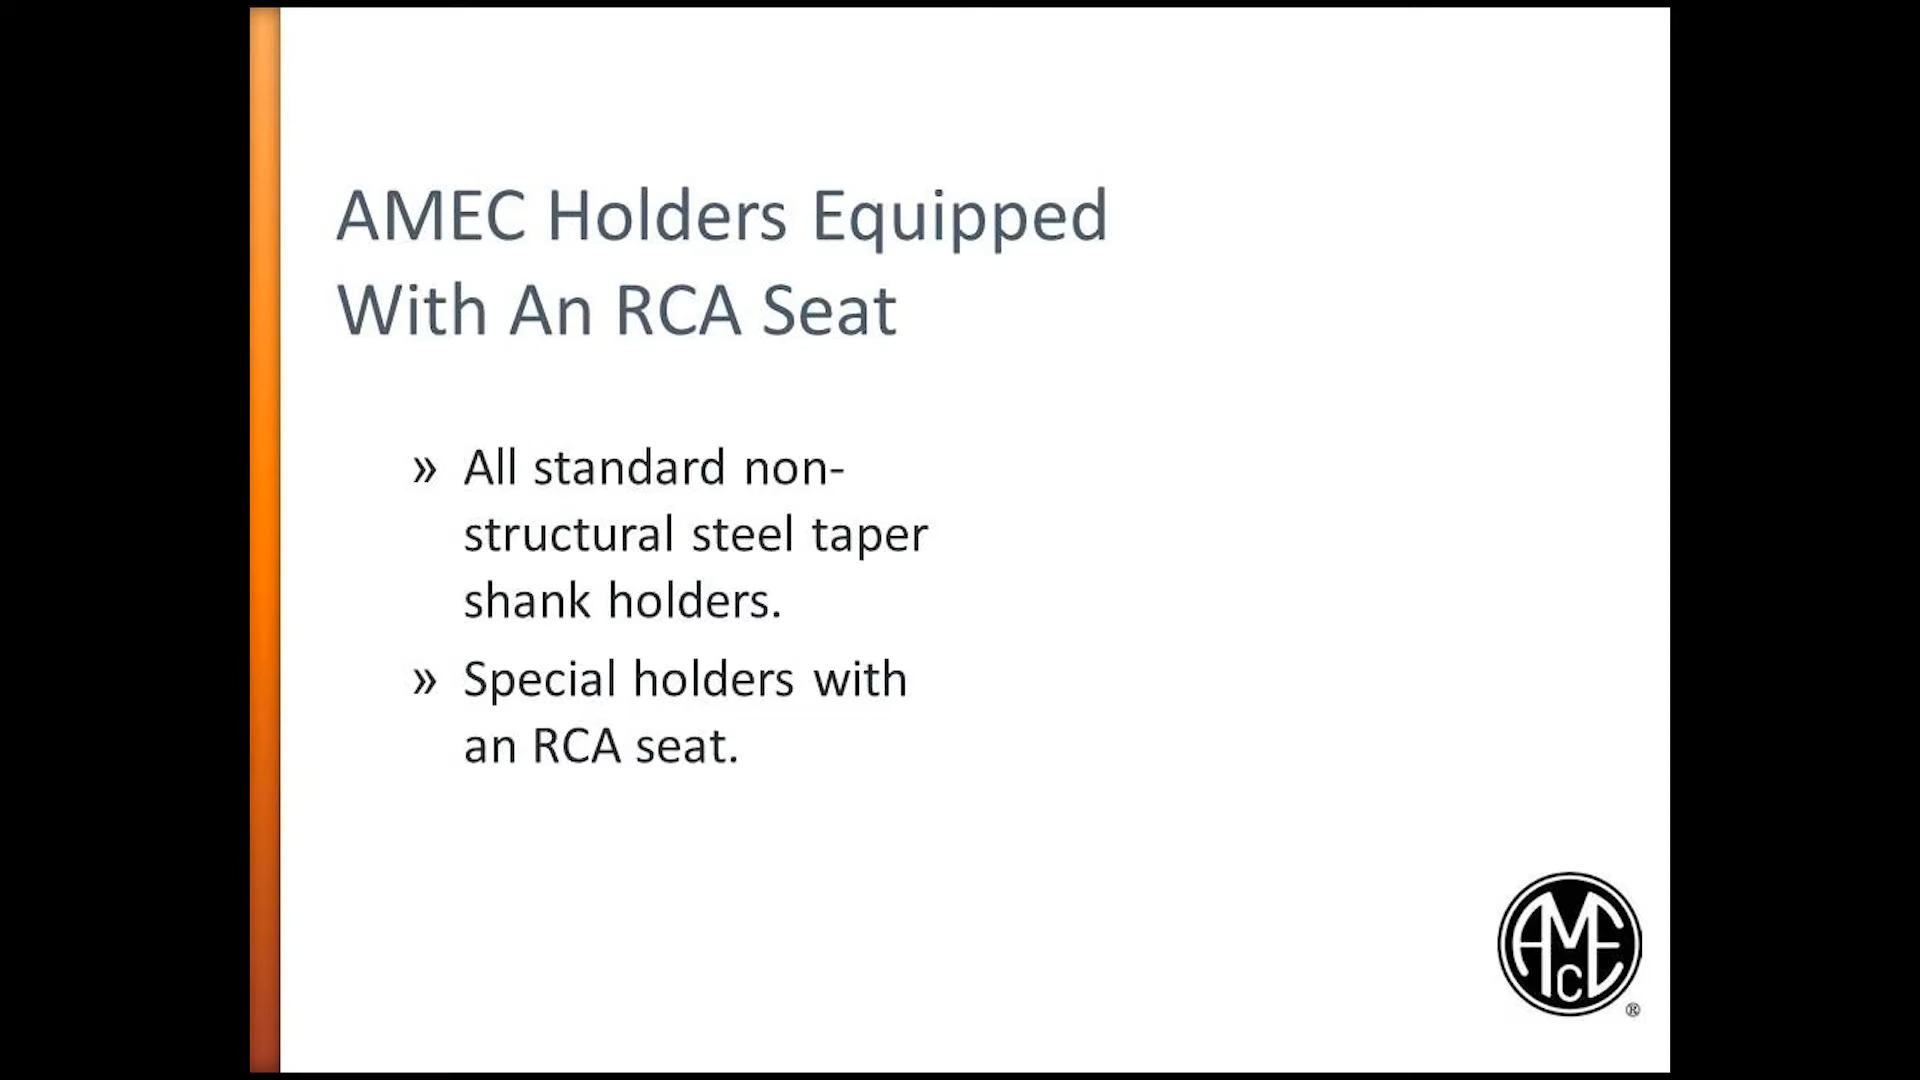 AMEC Holders Equipped
With An RCA Seat
» All standard non-
structural steel taper
shank holders.
» Special holders with
an RCA seat.
AMEC
®